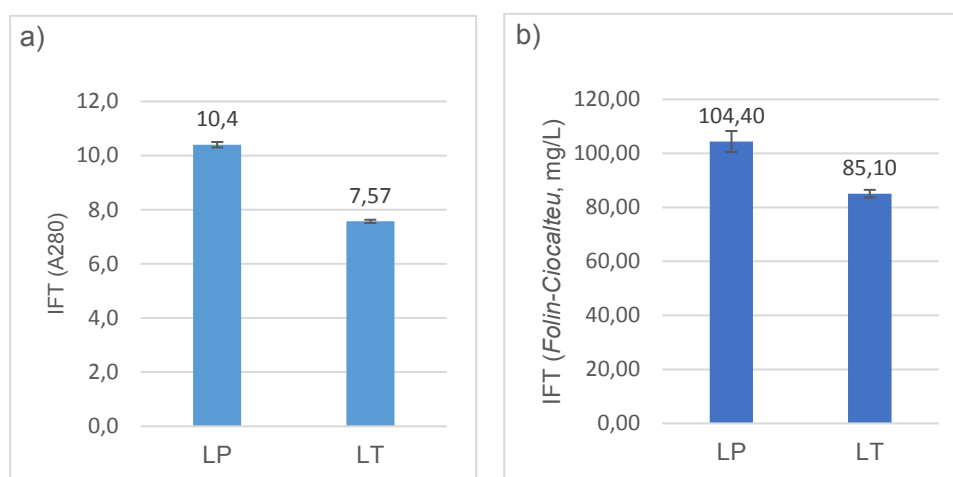 a)
IFT (A280)
12,0
10,0
8,0
6,0
4,0
2,0
0,0
10,4
7,57
LP
LT
b)
IFT (Folin-Ciocalteu, mg/L)
120,00
100,00
80,00
60,00
40,00
20,00
0,00
104,40
85,10
LP
LT